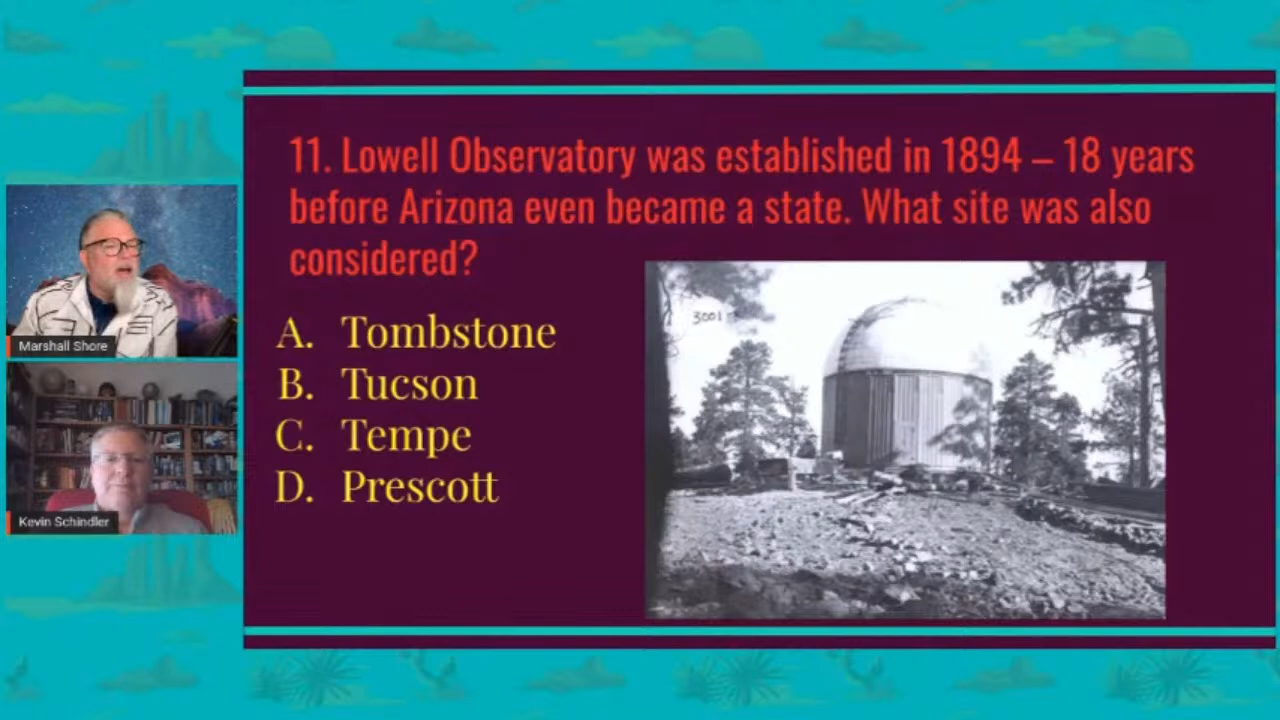 11. Lowell Observatory was established in 1894 – 18 years
before Arizona even became a state. What site was also
considered?
A. Tombstone
B. Tucson
C. Tempe
D. Prescott
3001
Marshall Shore
Kevin Schindler